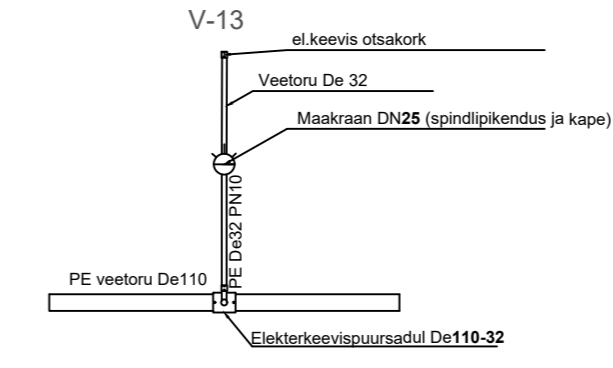 V-13
el.keevis otsakork
Veetoru De 32
Maakraan DN25 (spindlipikendus ja kape)
PE De32 PN10
PE veetoru De110
Elekterkeevispuursadul De110-32